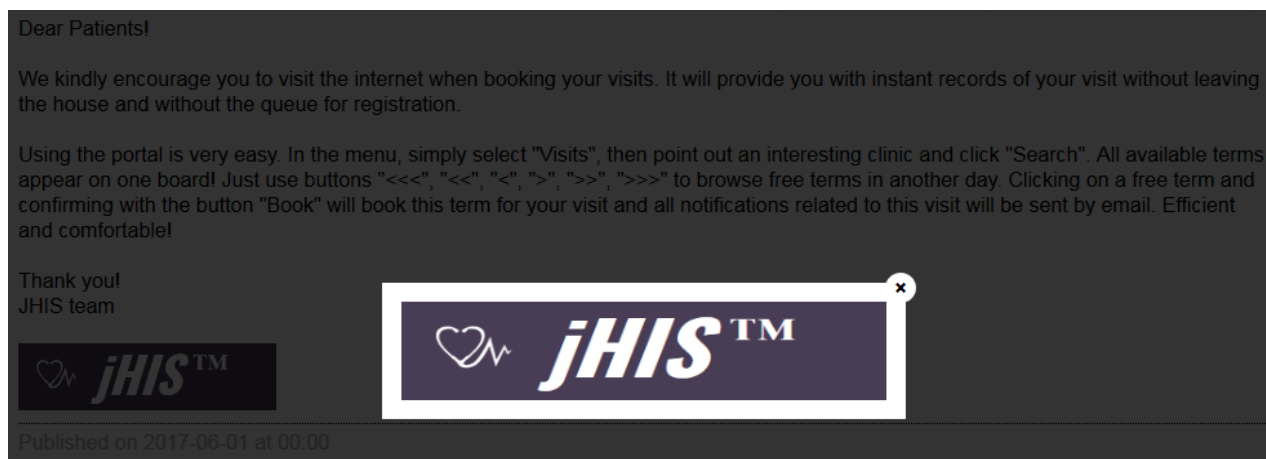 Dear Patients!
We kindly encourage you to visit the internet when booking your visits. It will provide you with instant records of your visit without leaving
the house and without the queue for registration.
Using the portal is very easy. In the menu, simply select "Visits", then point out an interesting clinic and click "Search". All available terms
appear on one board! Just use buttons "<<<", "<<", "<", ">", ">>", ">>>" to browse free terms in another day. Clicking on a free term and
confirming with the button "Book" will book this term for your visit and all notifications related to this visit will be sent by email. Efficient
and comfortable!
Thank you!
JHIS team
jHIS™
jHIS™
Published on 2017-06-01 at 00:00